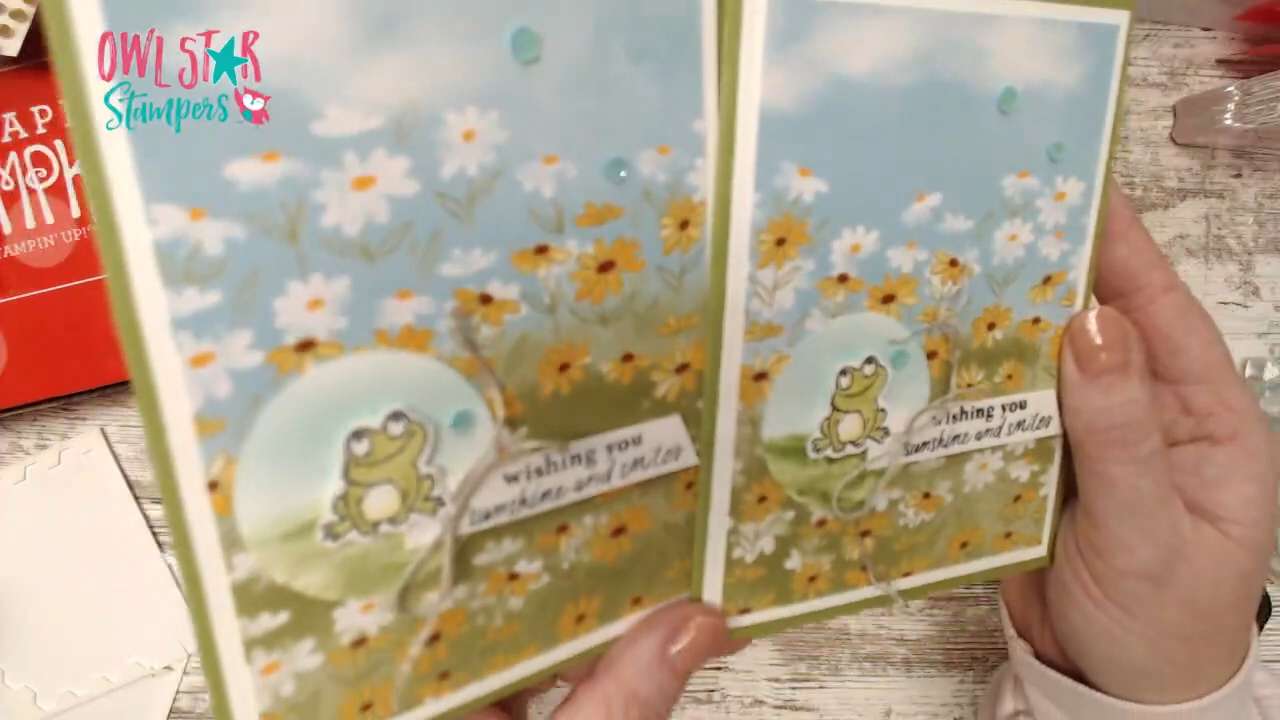 OWL STAR
Stampers
STAMPIN' UP!
wishing you
sunshine and smiles
wishing you
sunshine and smiles